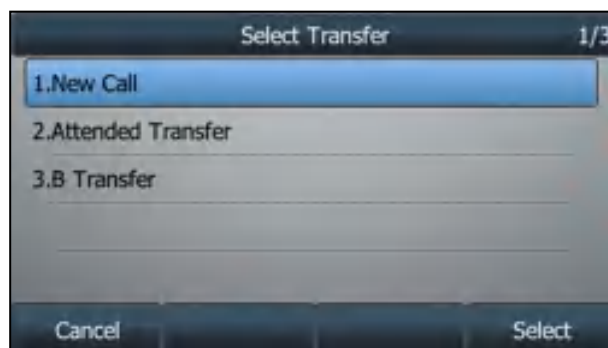 Select Transfer 1/3
1.New Call
2.Attended Transfer
3.B Transfer
Cancel Select